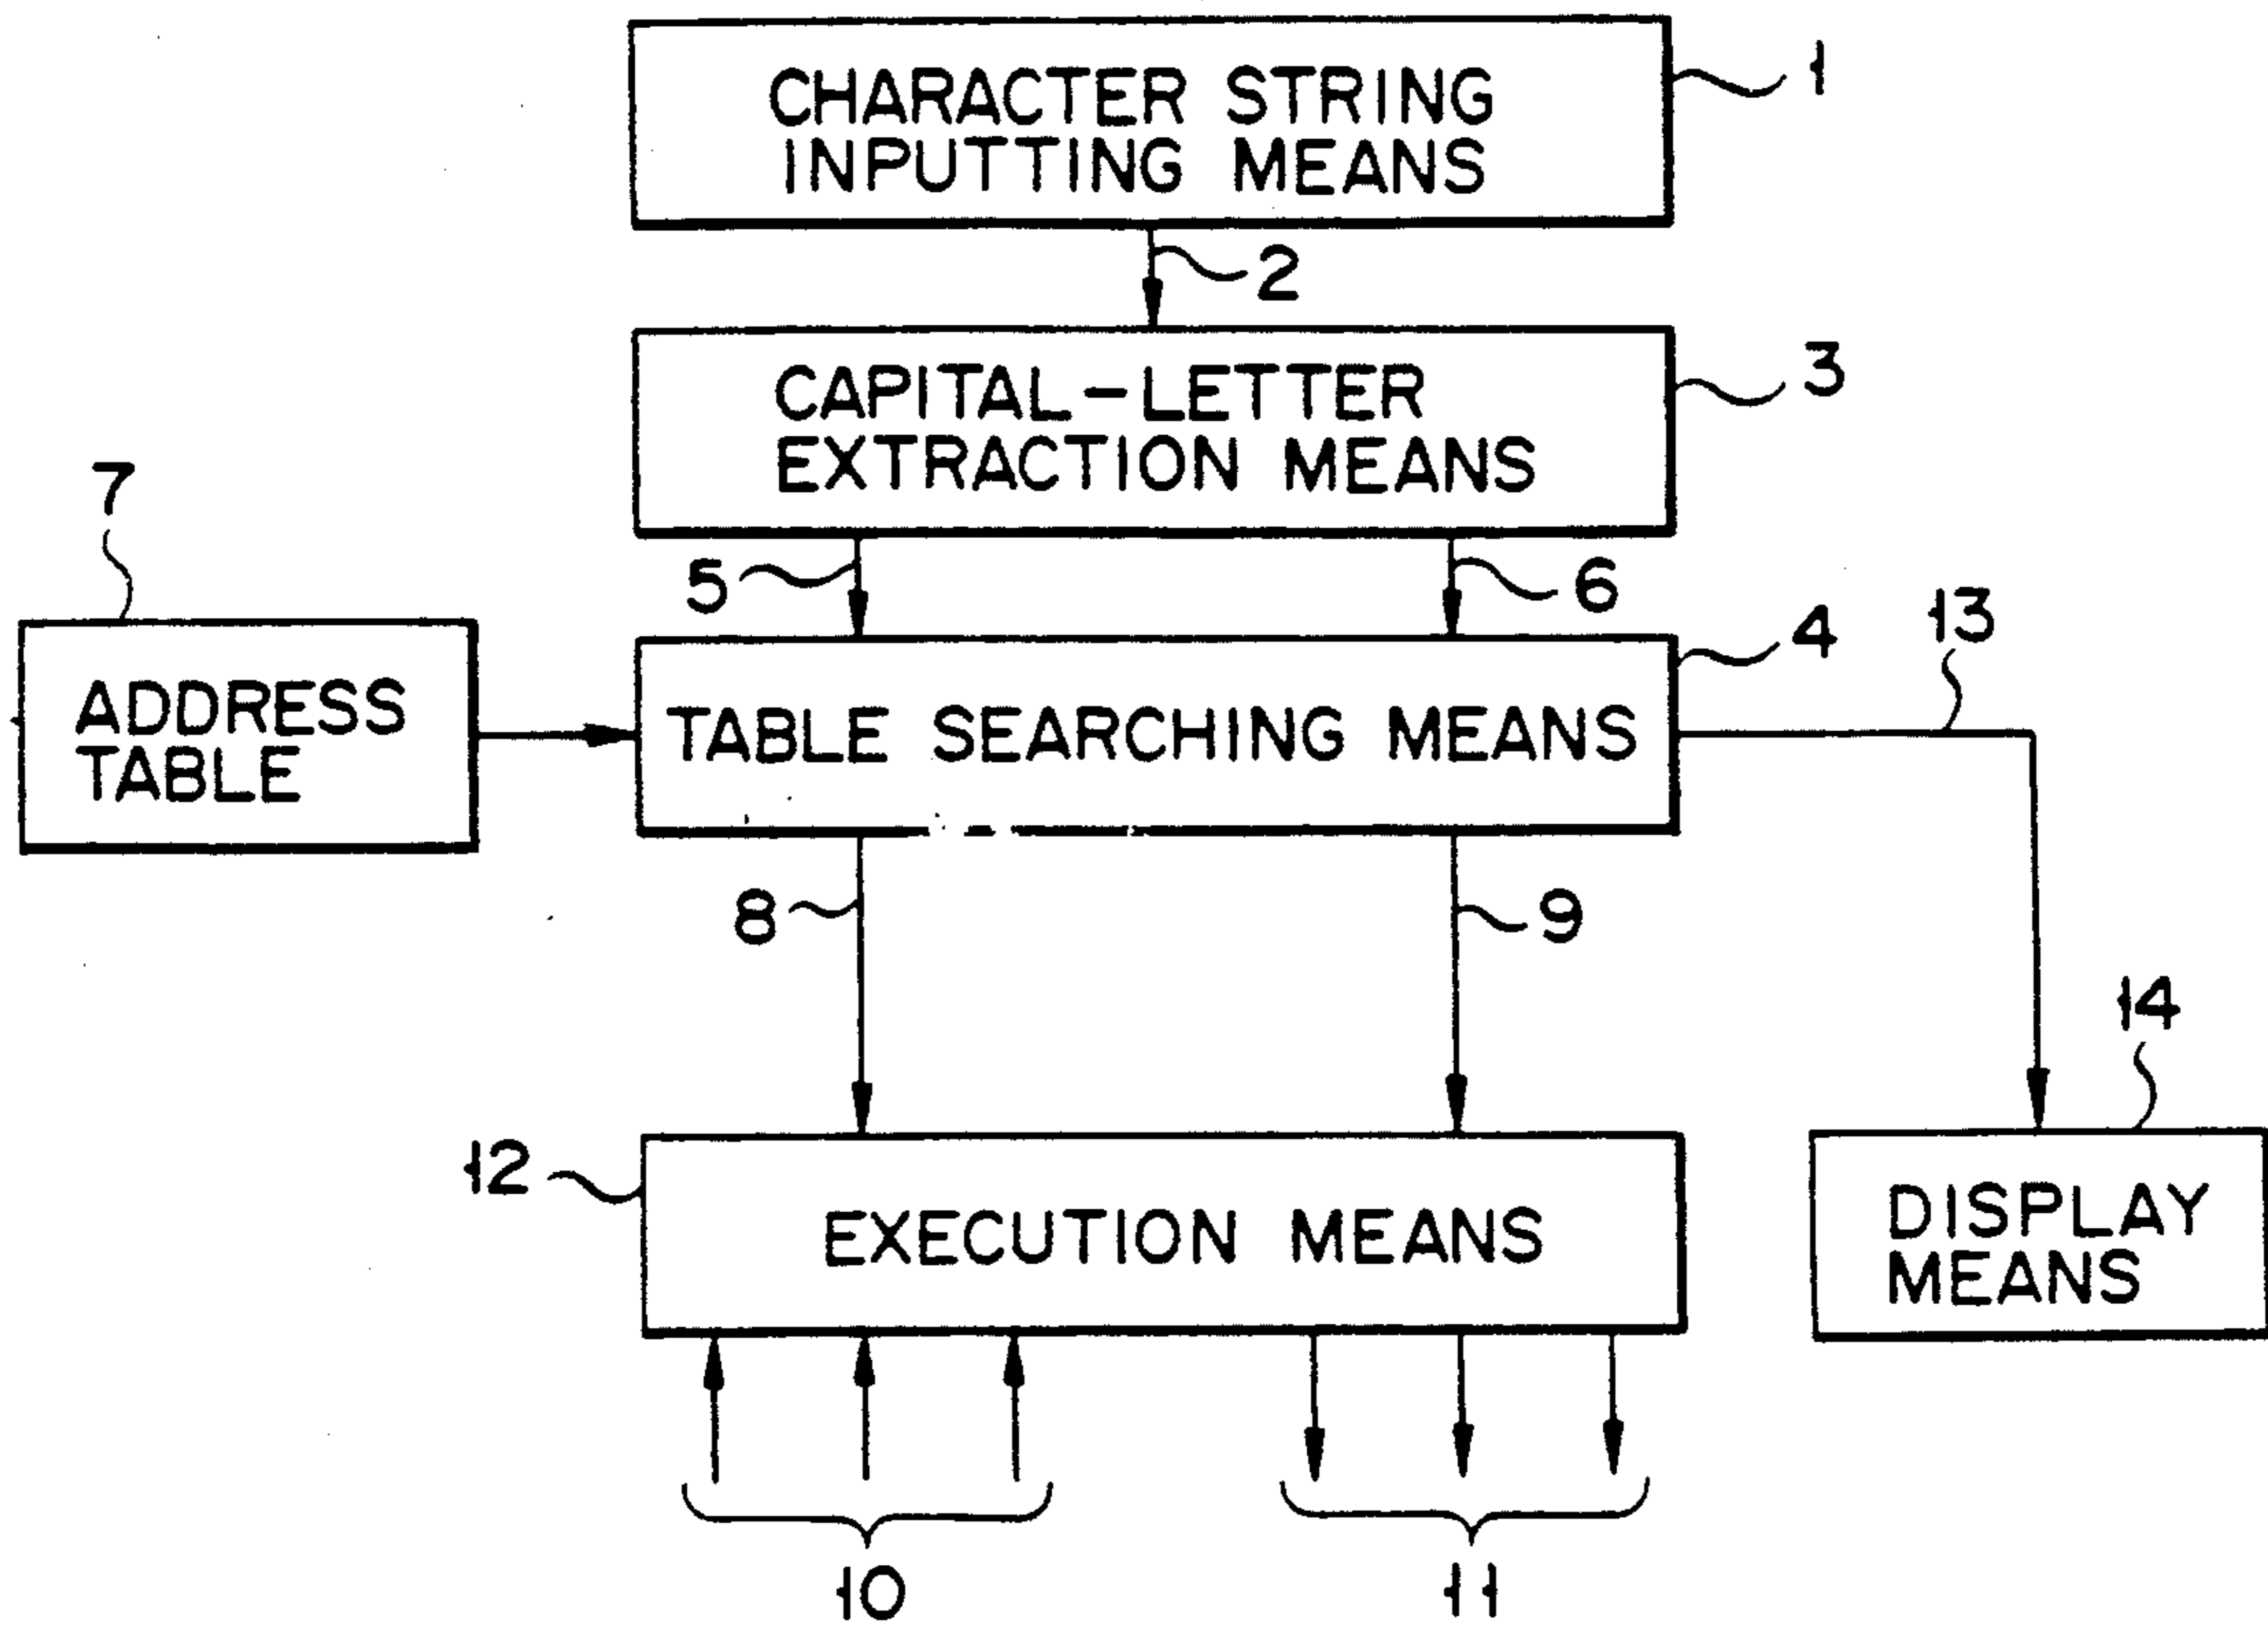 CHARACTER STRING
INPUTTING MEANS
1
2
CAPITAL-LETTER
EXTRACTION MEANS
3
5
6
7
ADDRESS
TABLE
TABLE SEARCHING MEANS
4
13
8
9
14
12
EXECUTION MEANS
DISPLAY
MEANS
10
11